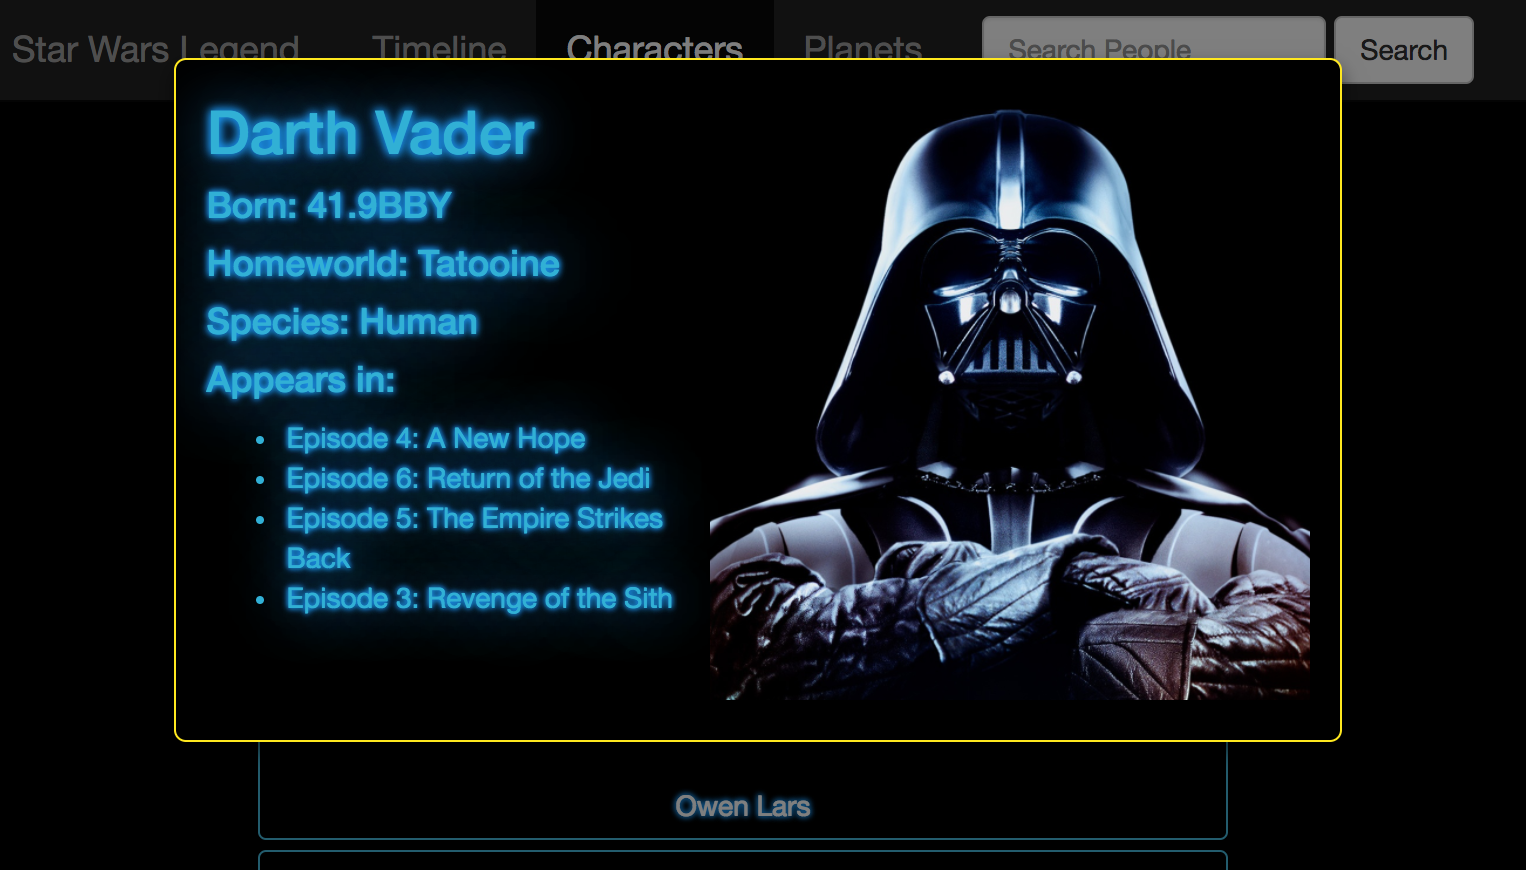 Star Wars Legend Timeline Characters Planets Search People Search
Darth Vader
Born: 41.9BBY
Homeworld: Tatooine
Species: Human
Appears in:
Episode 4: A New Hope
Episode 6: Return of the Jedi
Episode 5: The Empire Strikes
Back
Episode 3: Revenge of the Sith
Owen Lars